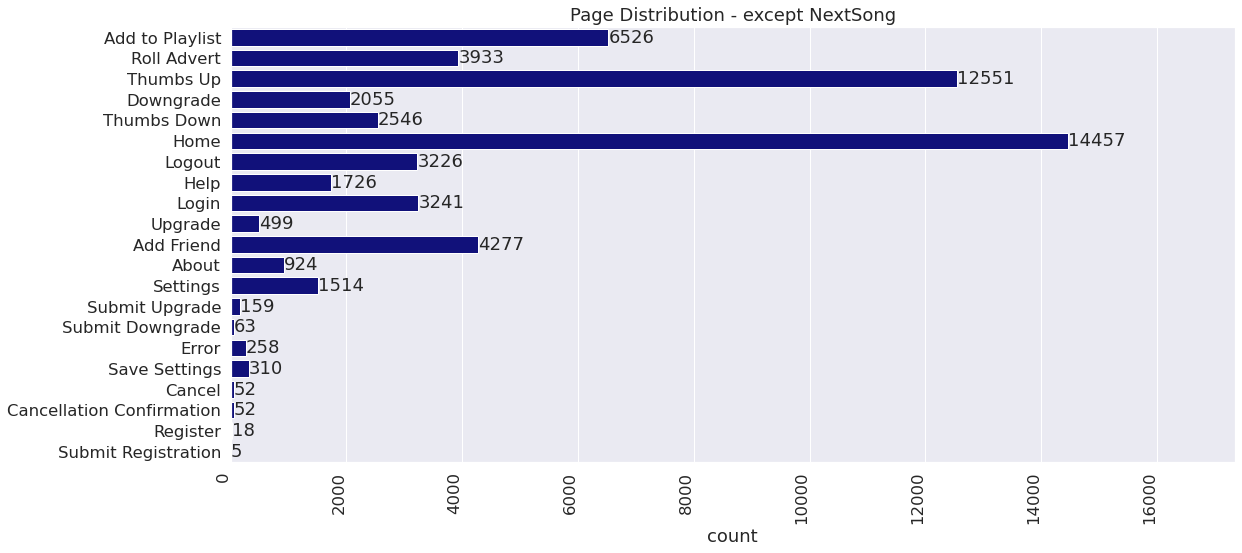 Page Distribution - except NextSong
Add to Playlist 6526
Roll Advert 3933
Thumbs Up 12551
Downgrade 2055
Thumbs Down 2546
Home 14457
Logout 3226
Help 1726
Login 3241
Upgrade 499
Add Friend 4277
About 924
Settings 1514
Submit Upgrade 159
Submit Downgrade 63
Error 258
Save Settings 310
Cancel 52
Cancellation Confirmation 52
Register 18
Submit Registration 5
0 2000 4000 6000 8000 10000 12000 14000 16000
count